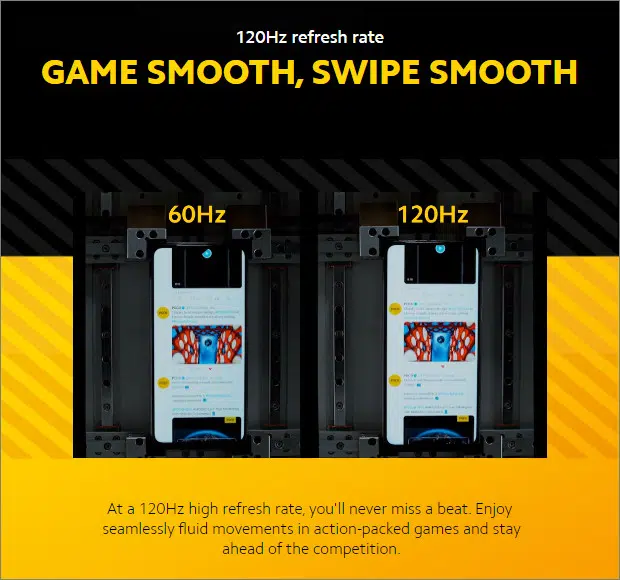 120Hz refresh rate
GAME SMOOTH, SWIPE SMOOTH
60Hz
120Hz
At a 120Hz high refresh rate, you'll never miss a beat. Enjoy
seamlessly fluid movements in action-packed games and stay
ahead of the competition.